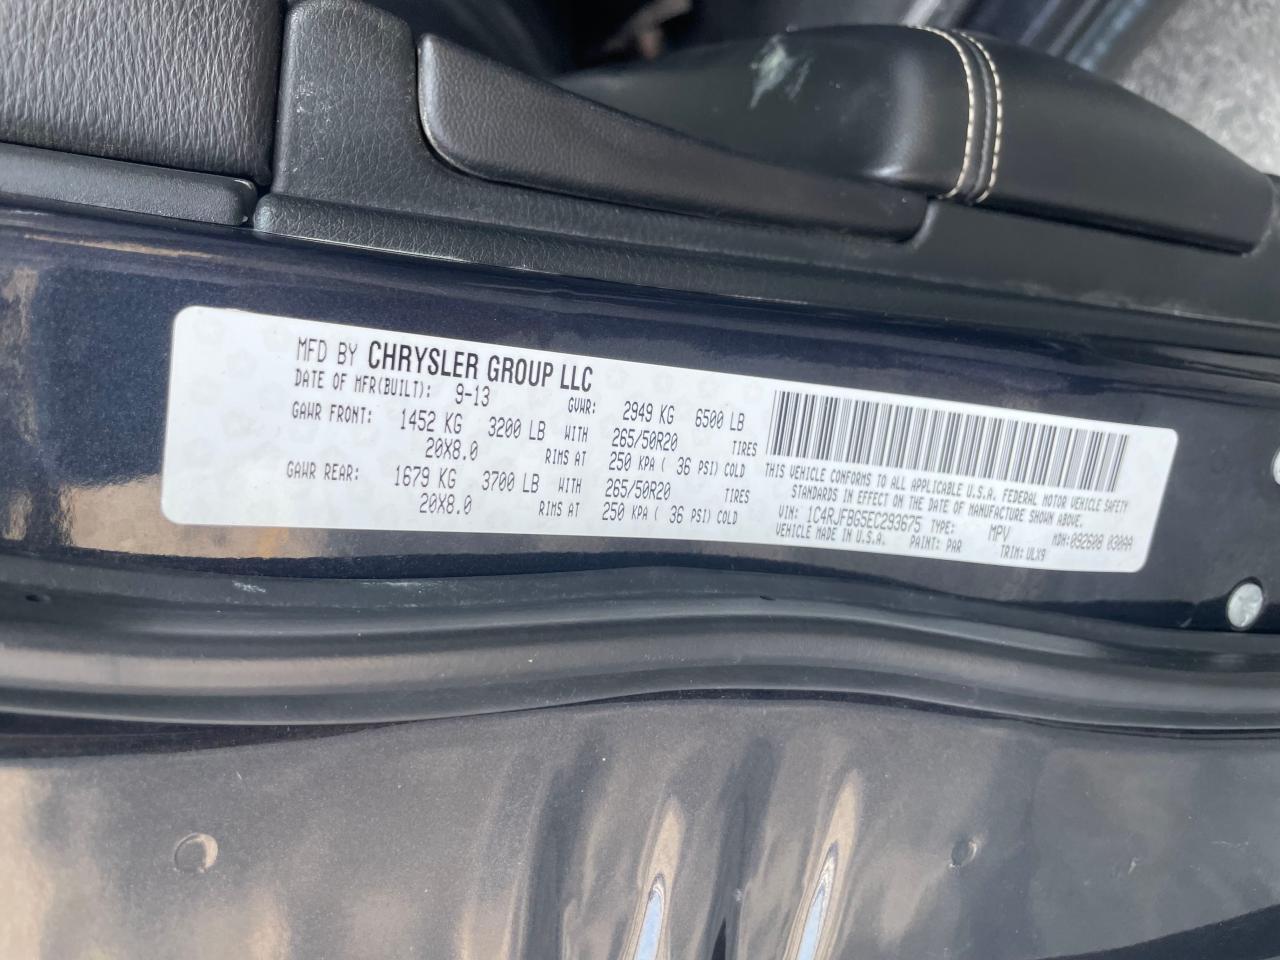 MFD BY CHRYSLER GROUP LLC
DATE OF MFR(BUILT): 9-13 GVWR: 2949 KG 6500 LB
GAWR FRONT: 1452 KG 3200 LB WITH 265/50R20 TIRES
20X8.0 RIMS AT 250 KPA ( 36 PSI) COLD
GAWR REAR: 1679 KG 3700 LB WITH 265/50R20 TIRES
20X8.0 RIMS AT 250 KPA ( 36 PSI) COLD
THIS VEHICLE CONFORMS TO ALL APPLICABLE U.S.A. FEDERAL MOTOR VEHICLE SAFETY
STANDARDS IN EFFECT ON THE DATE OF MANUFACTURE SHOWN ABOVE.
VIN: 1C4RJFBG5EC293675 TYPE: MPV MDH:092608 030AA
VEHICLE MADE IN U.S.A. PAINT: PAR TRIM: ULX9